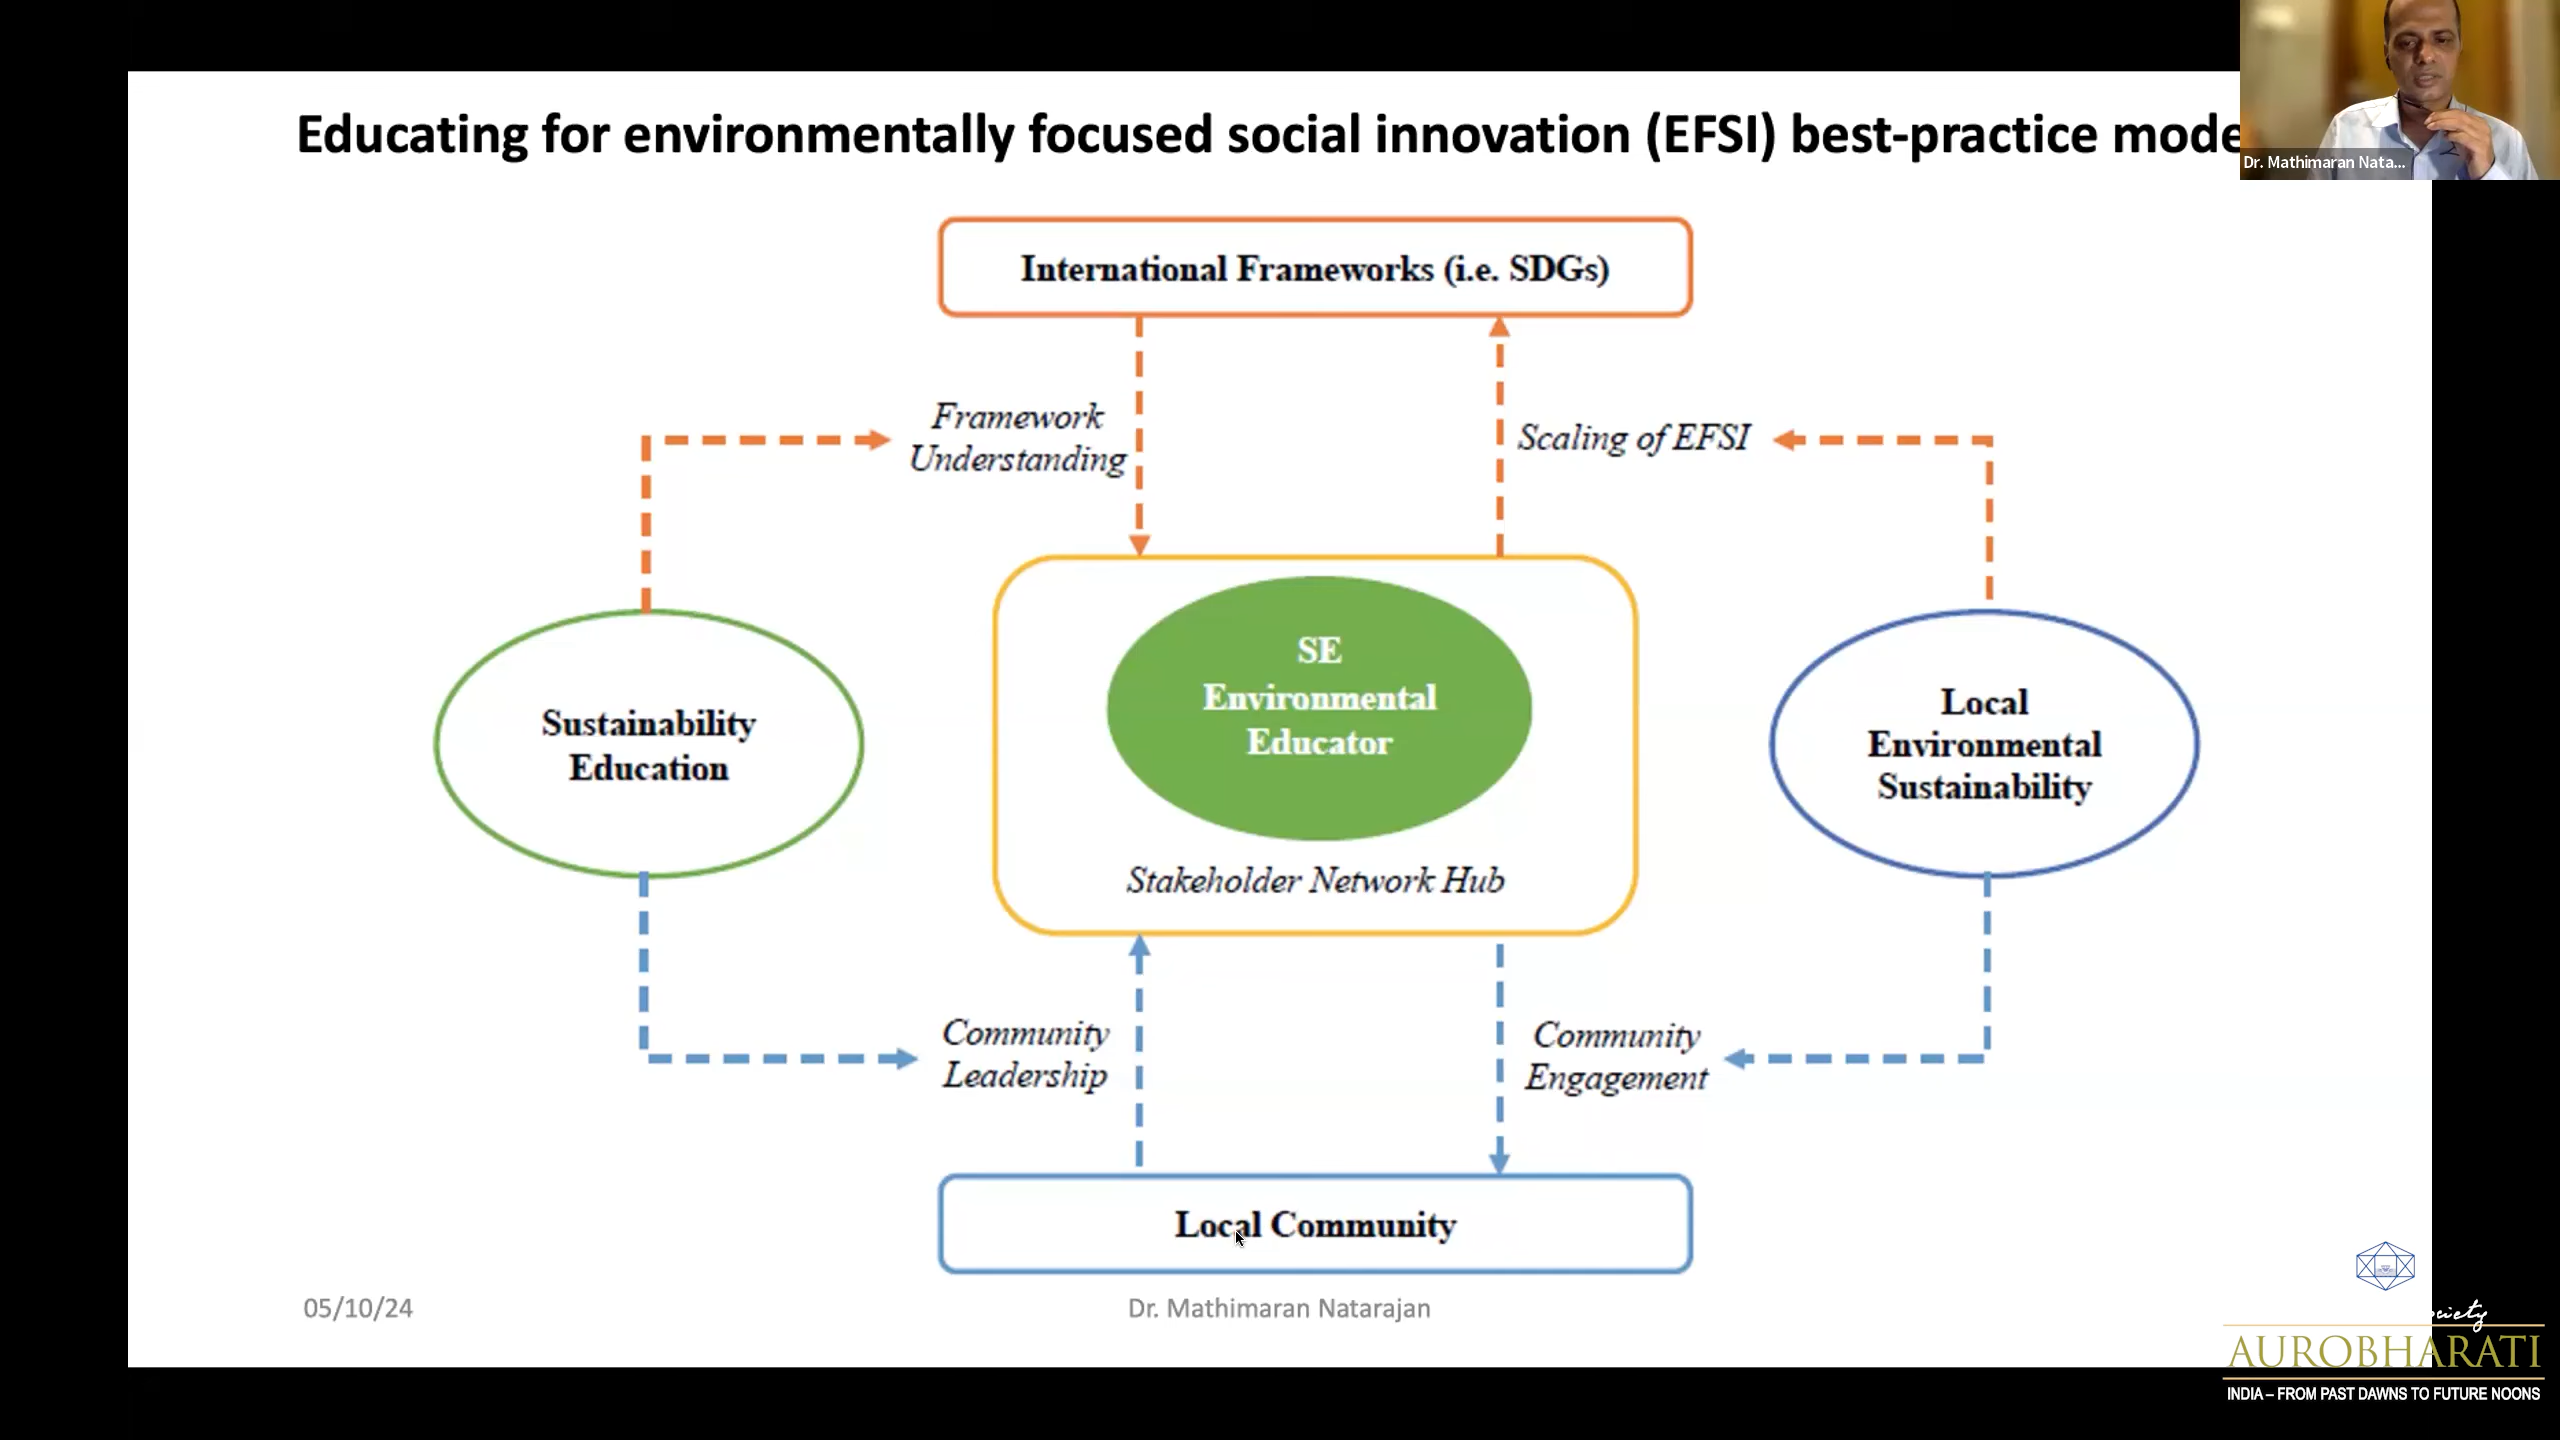 Educating for environmentally focused social innovation (EFSI) best-practice mode
Dr. Mathimaran Nata...
International Frameworks (i.e. SDGs)
Framework
Understanding
Scaling of EFSI
SE
Environmental
Educator
Sustainability
Education
Local
Environmental
Sustainability
Stakeholder Network Hub
Community
Leadership
Community
Engagement
Local Community
05/10/24
Dr. Mathimaran Natarajan
AUROBHARATI
INDIA – FROM PAST DAWNS TO FUTURE NOONS